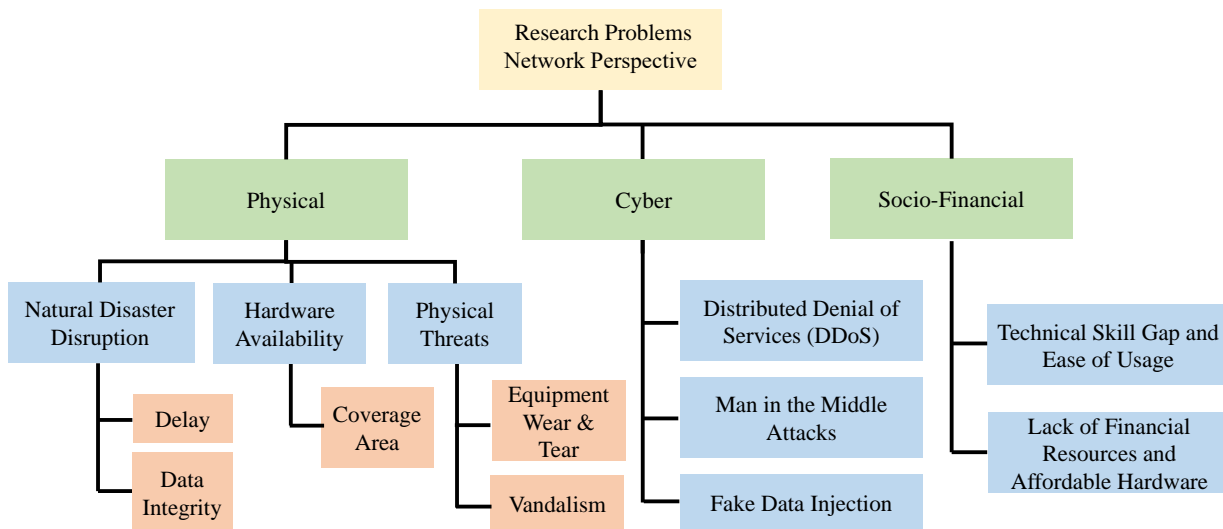 Research Problems
Network Perspective
Physical
Cyber
Socio-Financial
Natural Disaster
Disruption
Hardware
Availability
Physical
Threats
Delay
Data
Integrity
Coverage
Area
Equipment
Wear &
Tear
Vandalism
Distributed Denial of
Services (DDoS)
Man in the Middle
Attacks
Fake Data Injection
Technical Skill Gap and
Ease of Usage
Lack of Financial
Resources and
Affordable Hardware